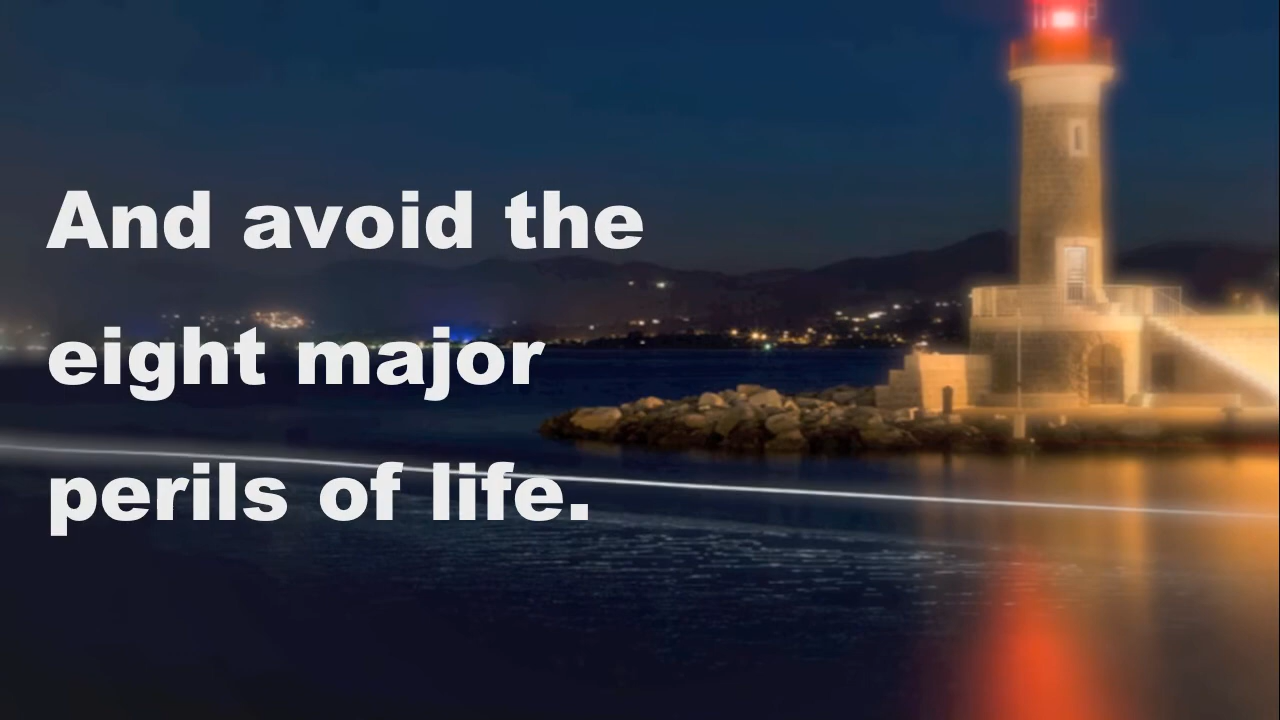 And avoid the
eight major
perils of life.